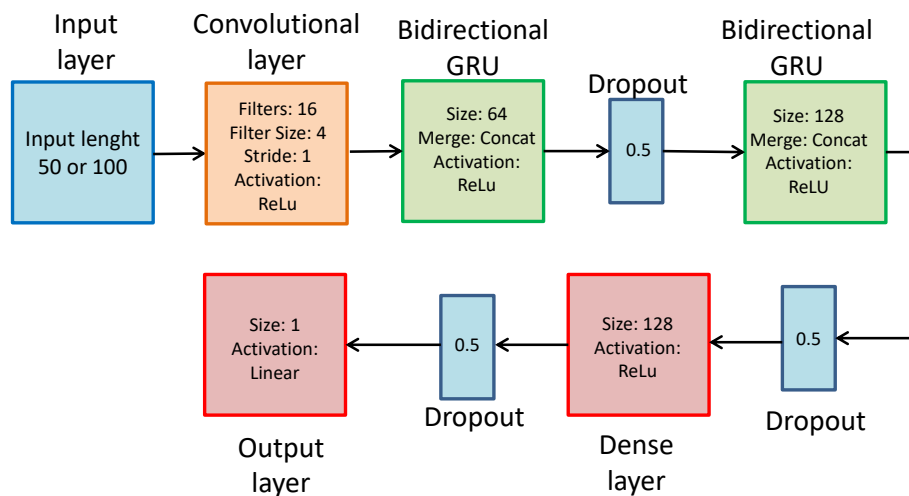 Input
layer
Input lenght
50 or 100
Convolutional
layer
Filters: 16
Filter Size: 4
Stride: 1
Activation:
ReLu
Bidirectional
GRU
Size: 64
Merge: Concat
Activation:
ReLu
Dropout
0.5
Bidirectional
GRU
Size: 128
Merge: Concat
Activation:
ReLU
0.5
Dropout
Size: 128
Activation:
ReLu
Dense
layer
0.5
Dropout
Size: 1
Activation:
Linear
Output
layer